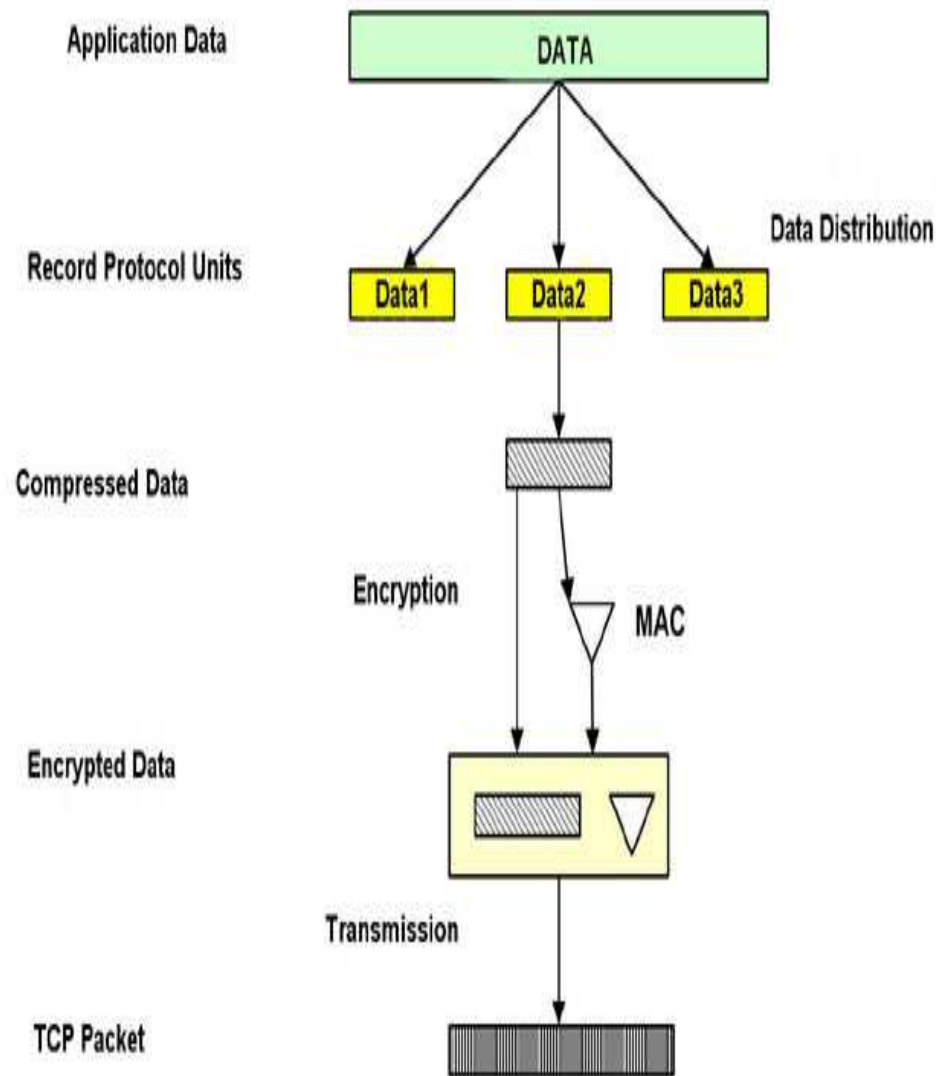 Application Data
DATA
Data Distribution
Record Protocol Units
Data1
Data2
Data3
Compressed Data
Encryption
MAC
Encrypted Data
Transmission
TCP Packet